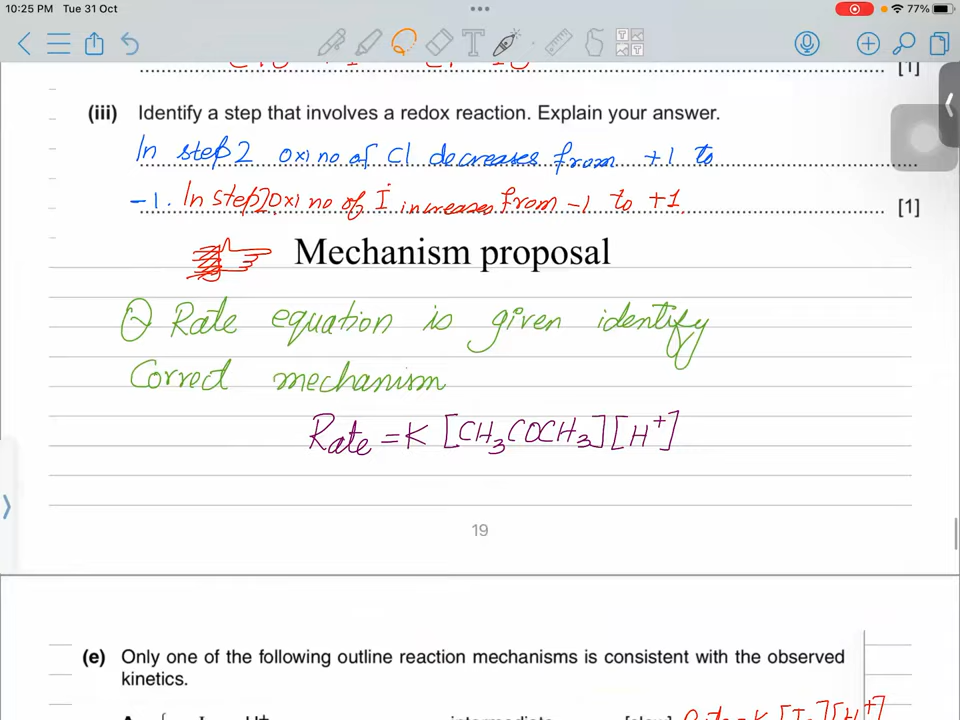 10:25 PM Tue 31 Oct
77%
[1]
(iii) Identify a step that involves a redox reaction. Explain your answer.
In step 2 oxi no of Cl decreases from +1 to
-1. In step 2 oxi no of I increases from -1 to +1. [1]
Mechanism proposal
Q Rate equation is given identify
Correct mechanism
Rate = K [CH₃COCH₃][H⁺]
19
(e) Only one of the following outline reaction mechanisms is consistent with the observed
kinetics.